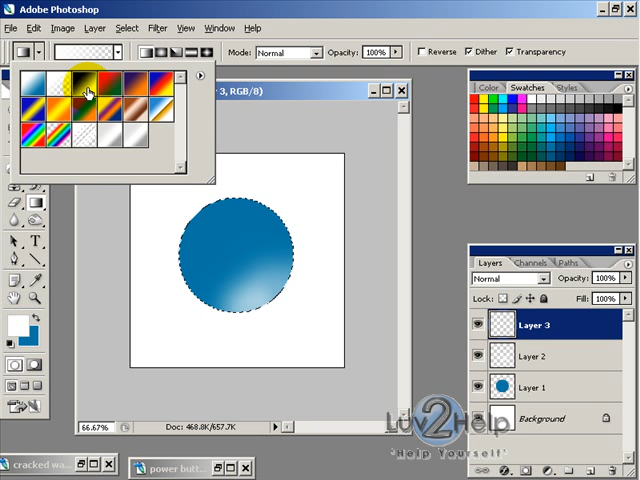 Adobe Photoshop
File Edit Image Layer Select Filter View Window Help
Mode: Normal Opacity: 100% Reverse Dither Transparency
3, RGB/8)
Color Swatches Styles
Layers Channels Paths
Normal Opacity: 100%
Lock: Fill: 100%
Layer 3
Layer 2
Layer 1
Background
66.67% Doc: 468.8K/657.7K
Luv2Help
"Help Yourself"
cracked wa...
power butt...